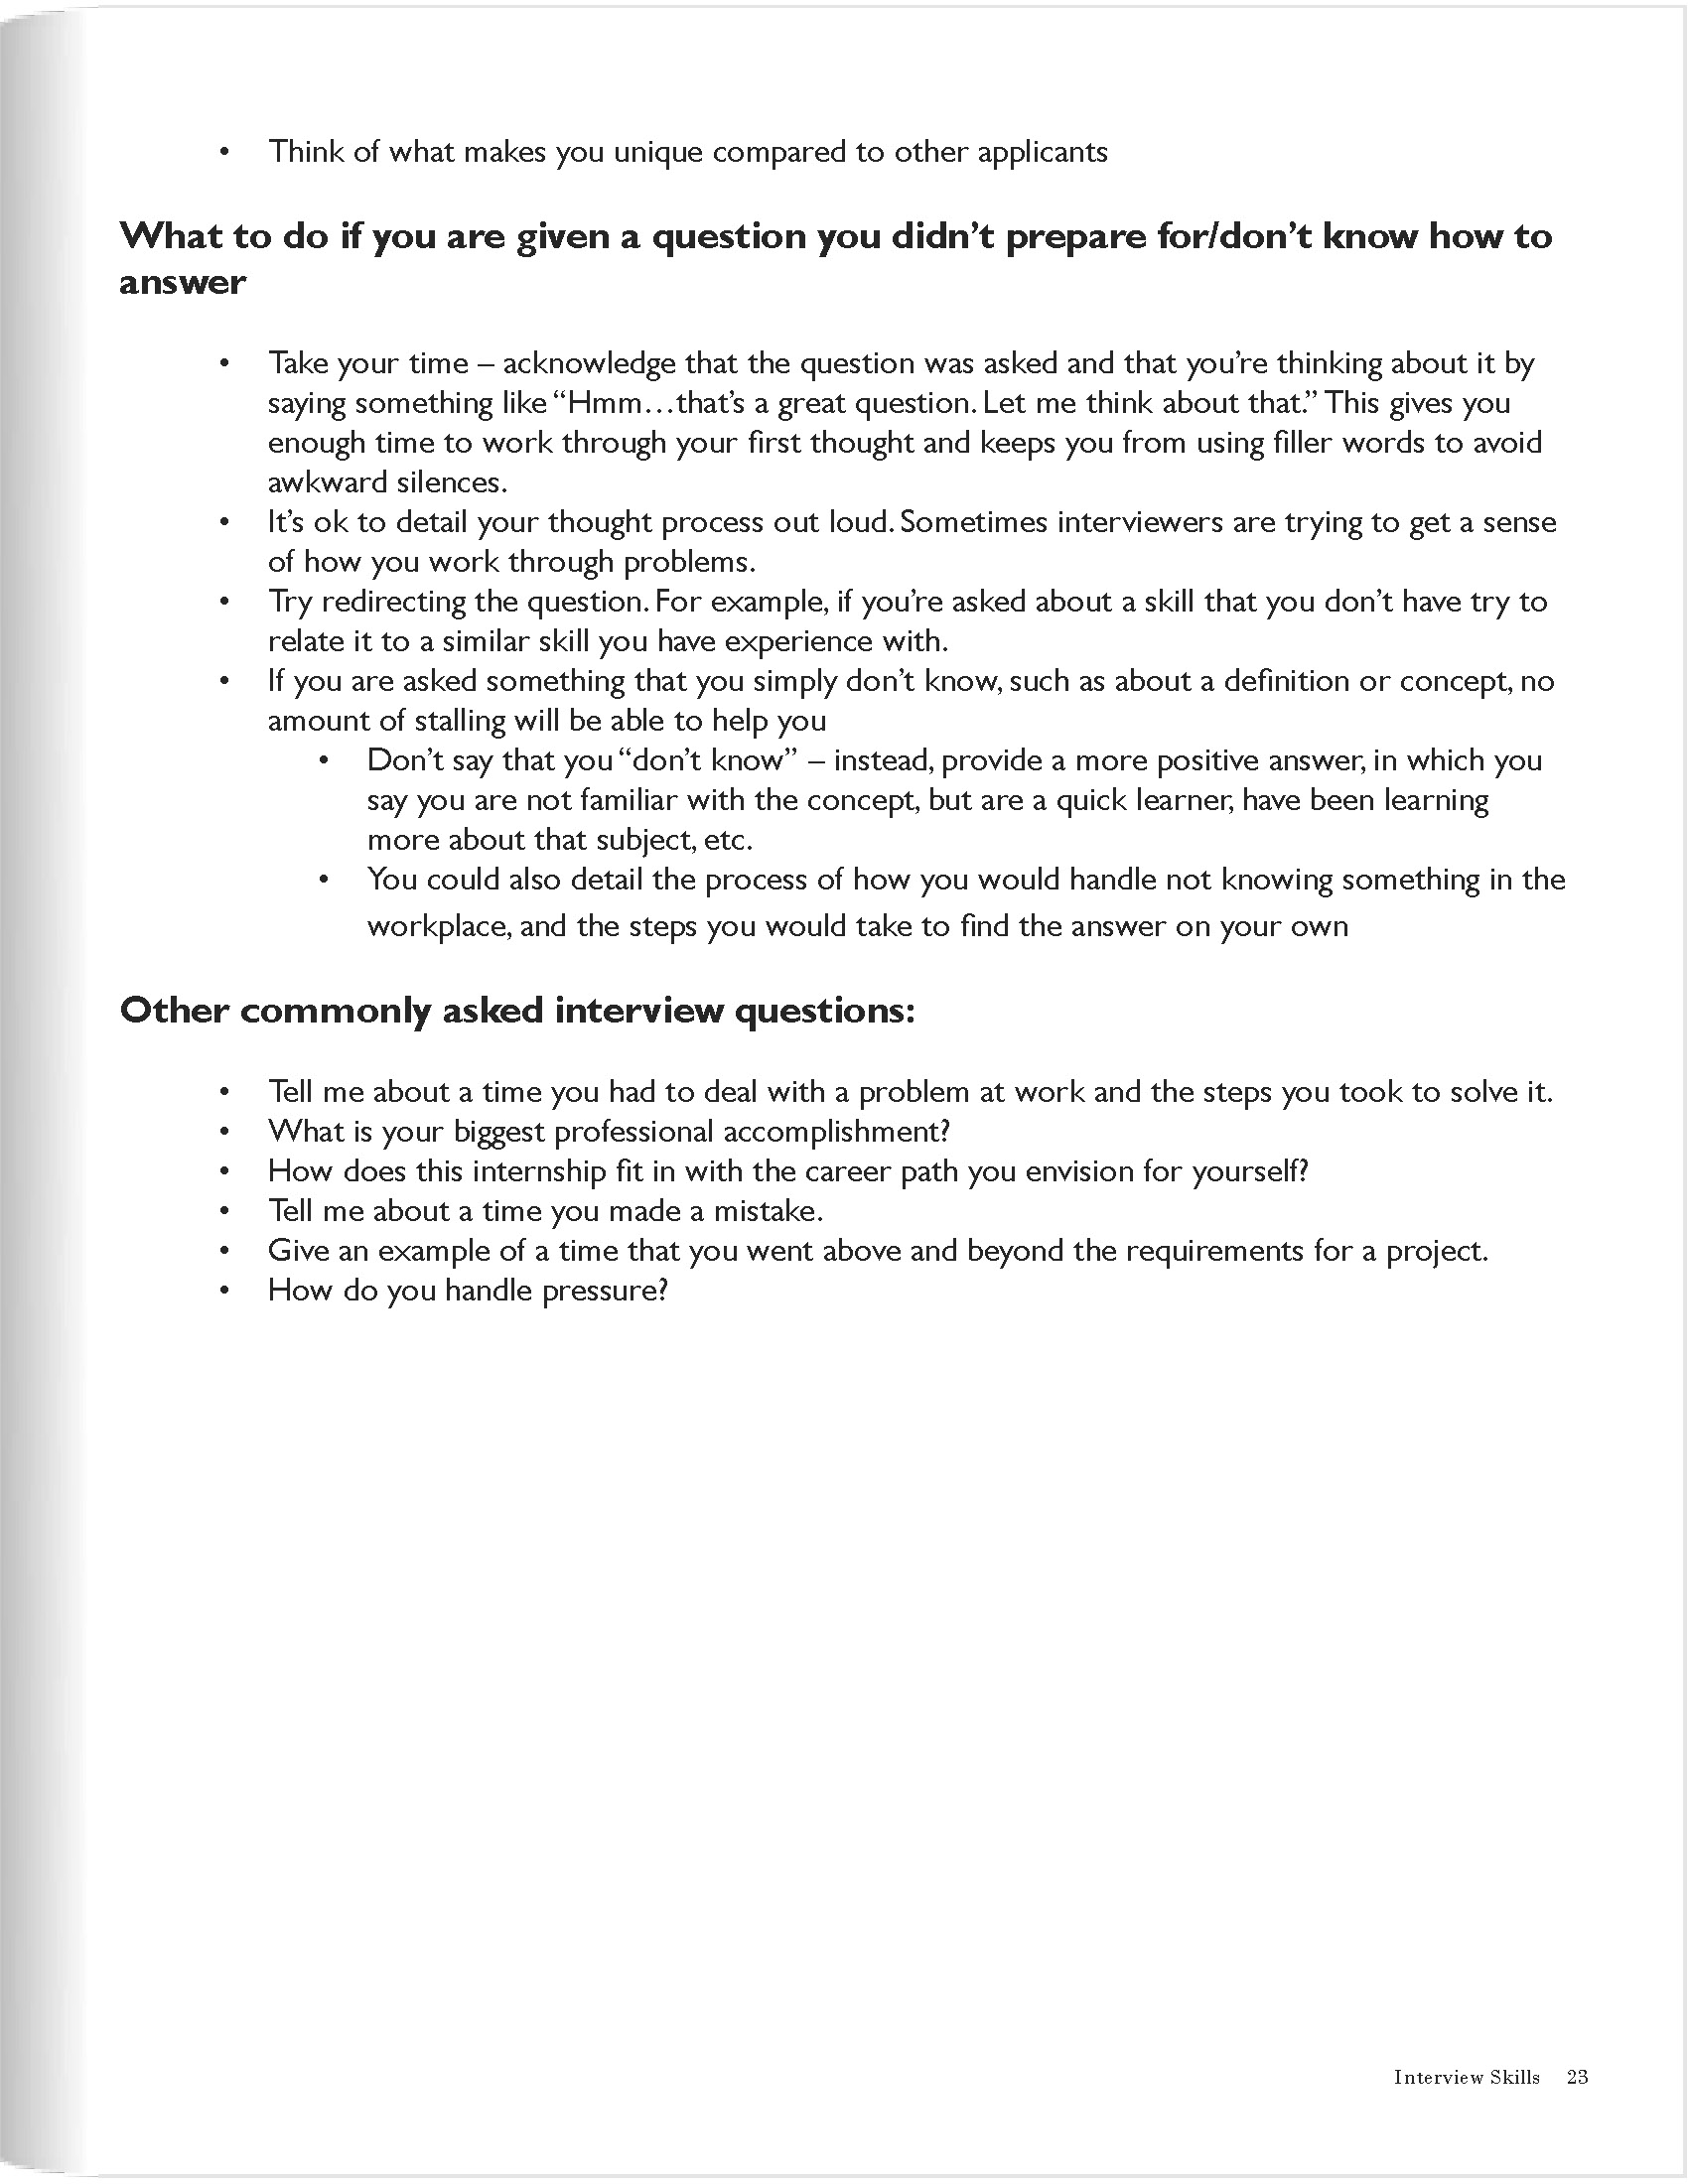 • Think of what makes you unique compared to other applicants
What to do if you are given a question you didn’t prepare for/don’t know how to
answer
• Take your time – acknowledge that the question was asked and that you’re thinking about it by
saying something like “Hmm…that’s a great question. Let me think about that.” This gives you
enough time to work through your first thought and keeps you from using filler words to avoid
awkward silences.
• It’s ok to detail your thought process out loud. Sometimes interviewers are trying to get a sense
of how you work through problems.
• Try redirecting the question. For example, if you’re asked about a skill that you don’t have try to
relate it to a similar skill you have experience with.
• If you are asked something that you simply don’t know, such as about a definition or concept, no
amount of stalling will be able to help you
• Don’t say that you “don’t know” – instead, provide a more positive answer, in which you
say you are not familiar with the concept, but are a quick learner, have been learning
more about that subject, etc.
• You could also detail the process of how you would handle not knowing something in the
workplace, and the steps you would take to find the answer on your own
Other commonly asked interview questions:
• Tell me about a time you had to deal with a problem at work and the steps you took to solve it.
• What is your biggest professional accomplishment?
• How does this internship fit in with the career path you envision for yourself?
• Tell me about a time you made a mistake.
• Give an example of a time that you went above and beyond the requirements for a project.
• How do you handle pressure?
Interview Skills 23